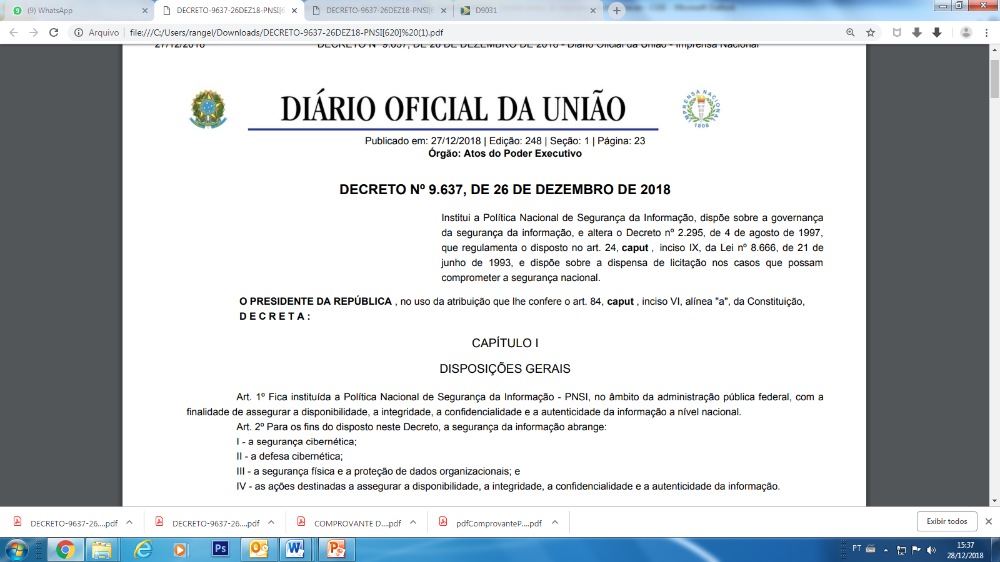 (9) WhatsApp
DECRETO-9637-26DEZ18-PNSI[6
DECRETO-9637-26DEZ18-PNSI[6
D9031
Arquivo
file:///C:/Users/rangel/Downloads/DECRETO-9637-26DEZ18-PNSI[620]%20(1).pdf
27/12/2018
DECRETO Nº 9.637, DE 26 DE DEZEMBRO DE 2018 - Diário Oficial da União - Imprensa Nacional
DIÁRIO OFICIAL DA UNIÃO
IMPRENSA NACIONAL
1808
Publicado em: 27/12/2018 | Edição: 248 | Seção: 1 | Página: 23
Órgão: Atos do Poder Executivo
DECRETO Nº 9.637, DE 26 DE DEZEMBRO DE 2018
Institui a Política Nacional de Segurança da Informação, dispõe sobre a governança
da segurança da informação, e altera o Decreto nº 2.295, de 4 de agosto de 1997,
que regulamenta o disposto no art. 24, caput , inciso IX, da Lei nº 8.666, de 21 de
junho de 1993, e dispõe sobre a dispensa de licitação nos casos que possam
comprometer a segurança nacional.
O PRESIDENTE DA REPÚBLICA , no uso da atribuição que lhe confere o art. 84, caput , inciso VI, alínea "a", da Constituição,
D E C R E T A :
CAPÍTULO I
DISPOSIÇÕES GERAIS
Art. 1º Fica instituída a Política Nacional de Segurança da Informação - PNSI, no âmbito da administração pública federal, com a
finalidade de assegurar a disponibilidade, a integridade, a confidencialidade e a autenticidade da informação a nível nacional.
Art. 2º Para os fins do disposto neste Decreto, a segurança da informação abrange:
I - a segurança cibernética;
II - a defesa cibernética;
III - a segurança física e a proteção de dados organizacionais; e
IV - as ações destinadas a assegurar a disponibilidade, a integridade, a confidencialidade e a autenticidade da informação.
DECRETO-9637-26....pdf
DECRETO-9637-26....pdf
COMPROVANTE D....pdf
pdfComprovanteP....pdf
Exibir todos
Ps
PT
15:37
28/12/2018